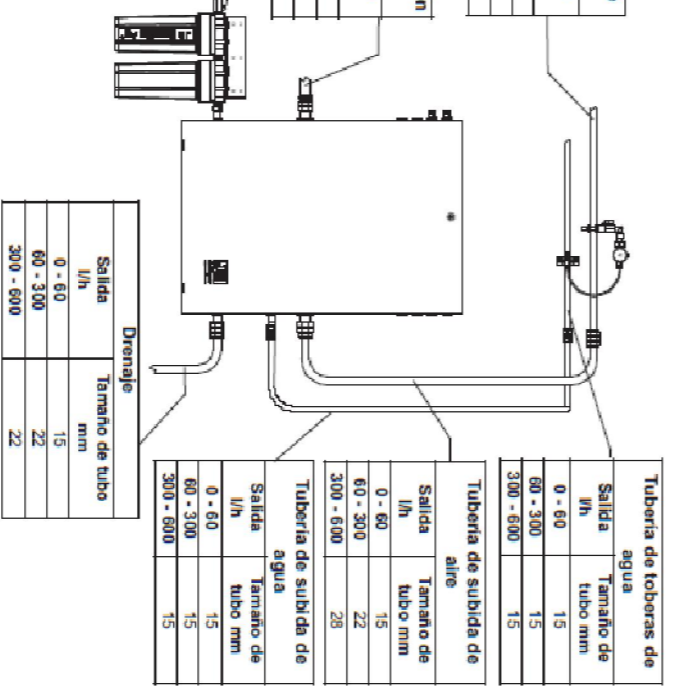 n
Tubería de toberas de
agua
Salida Tamaño de
l/h tubo mm
0 - 60 15
60 - 300 15
300 - 600 15
Tubería de subida de
aire
Salida Tamaño de
l/h tubo mm
0 - 60 15
60 - 300 22
300 - 600 28
Tubería de subida de
agua
Salida Tamaño de
l/h tubo mm
0 - 60 15
60 - 300 15
300 - 600 15
Drenaje
Salida Tamaño de tubo
l/h mm
0 - 60 15
60 - 300 22
300 - 600 22